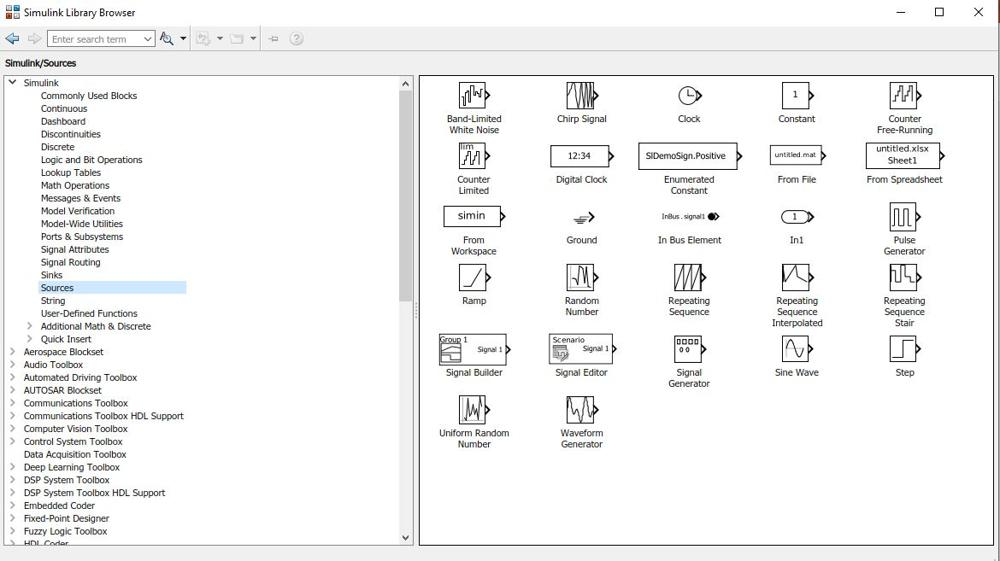 Simulink Library Browser
Enter search term
Simulink/Sources
Simulink
Commonly Used Blocks
Continuous
Dashboard
Discontinuities
Discrete
Logic and Bit Operations
Lookup Tables
Math Operations
Messages & Events
Model Verification
Model-Wide Utilities
Ports & Subsystems
Signal Attributes
Signal Routing
Sinks
Sources
String
User-Defined Functions
Additional Math & Discrete
Quick Insert
Aerospace Blockset
Audio Toolbox
Automated Driving Toolbox
AUTOSAR Blockset
Communications Toolbox
Communications Toolbox HDL Support
Computer Vision Toolbox
Control System Toolbox
Data Acquisition Toolbox
Deep Learning Toolbox
DSP System Toolbox
DSP System Toolbox HDL Support
Embedded Coder
Fixed-Point Designer
Fuzzy Logic Toolbox
HDL Coder
Band-Limited
White Noise
Chirp Signal
Clock
1
Constant
Counter
Free-Running
lim
Counter
Limited
12:34
Digital Clock
SlDemoSign.Positive
Enumerated
Constant
untitled.mat
From File
untitled.xlsx
Sheet1
From Spreadsheet
simin
From
Workspace
Ground
InBus . signal1
In Bus Element
1
In1
Pulse
Generator
Ramp
Random
Number
Repeating
Sequence
Repeating
Sequence
Interpolated
Repeating
Sequence
Stair
Group 1
Signal 1
Signal Builder
Scenario
Signal 1
Signal Editor
Signal
Generator
Sine Wave
Step
Uniform Random
Number
Waveform
Generator